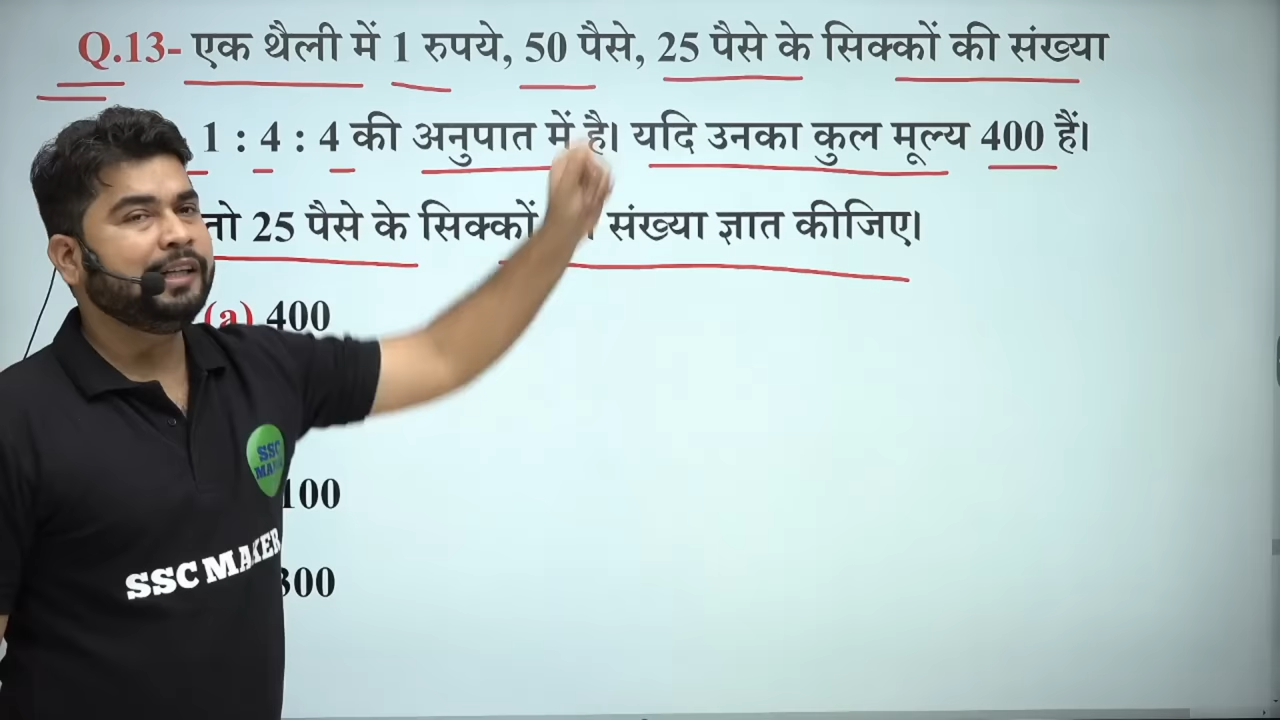 Q.13- एक थैली में 1 रुपये, 50 पैसे, 25 पैसे के सिक्कों की संख्या
1 : 4 : 4 की अनुपात में है। यदि उनका कुल मूल्य 400 हैं।
तो 25 पैसे के सिक्कों संख्या ज्ञात कीजिए।
(a) 400
100
300
SSC
SSC MAKER